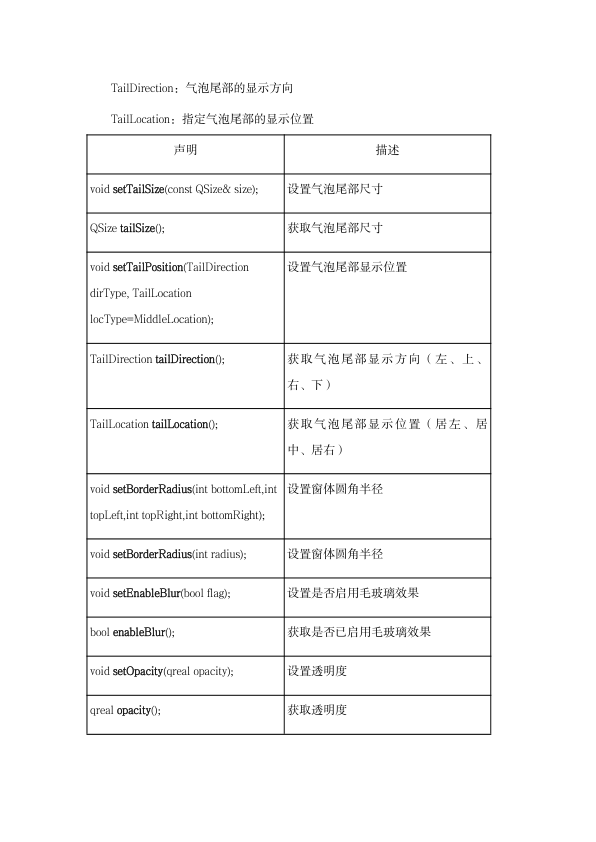 TailDirection：气泡尾部的显示方向
TailLocation：指定气泡尾部的显示位置
声明 描述
void setTailSize(const QSize& size); 设置气泡尾部尺寸
QSize tailSize(); 获取气泡尾部尺寸
void setTailPosition(TailDirection 设置气泡尾部显示位置
dirType, TailLocation
locType=MiddleLocation);
TailDirection tailDirection(); 获取气泡尾部显示方向（左、上、
右、下）
TailLocation tailLocation(); 获取气泡尾部显示位置（居左、居
中、居右）
void setBorderRadius(int bottomLeft,int 设置窗体圆角半径
topLeft,int topRight,int bottomRight);
void setBorderRadius(int radius); 设置窗体圆角半径
void setEnableBlur(bool flag); 设置是否启用毛玻璃效果
bool enableBlur(); 获取是否已启用毛玻璃效果
void setOpacity(qreal opacity); 设置透明度
qreal opacity(); 获取透明度